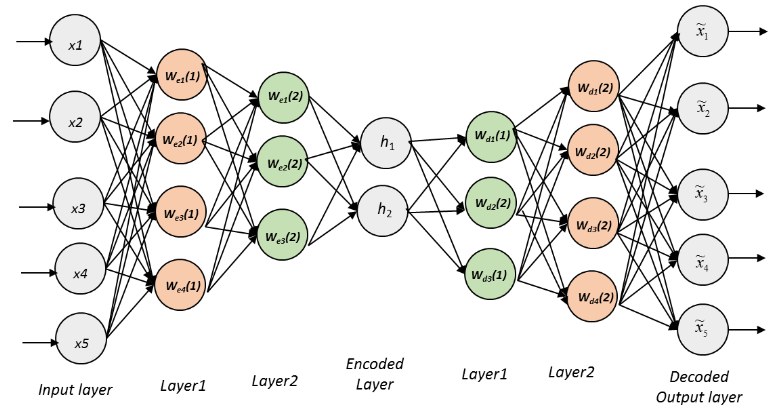 x1
x2
x3
x4
x5
We1(1)
We2(1)
We3(1)
We4(1)
We1(2)
We2(2)
We3(2)
h1
h2
Wd1(1)
Wd2(2)
Wd3(1)
Wd1(2)
Wd2(2)
Wd3(2)
Wd4(2)
x̃1
x̃2
x̃3
x̃4
x̃5
Input layer
Layer1
Layer2
Encoded
Layer
Layer1
Layer2
Decoded
Output layer